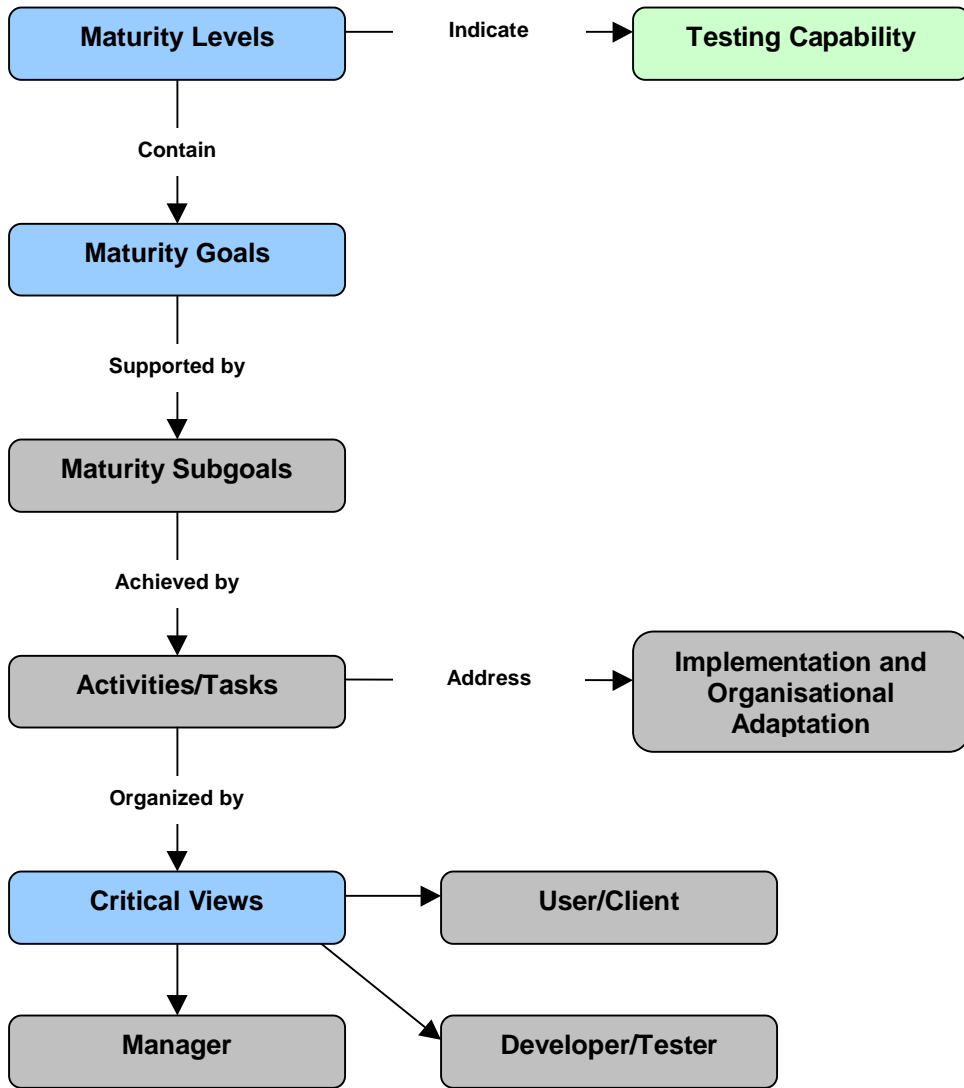 Maturity Levels
Indicate
Testing Capability
Contain
Maturity Goals
Supported by
Maturity Subgoals
Achieved by
Activities/Tasks
Address
Implementation and
Organisational
Adaptation
Organized by
Critical Views
User/Client
Manager
Developer/Tester